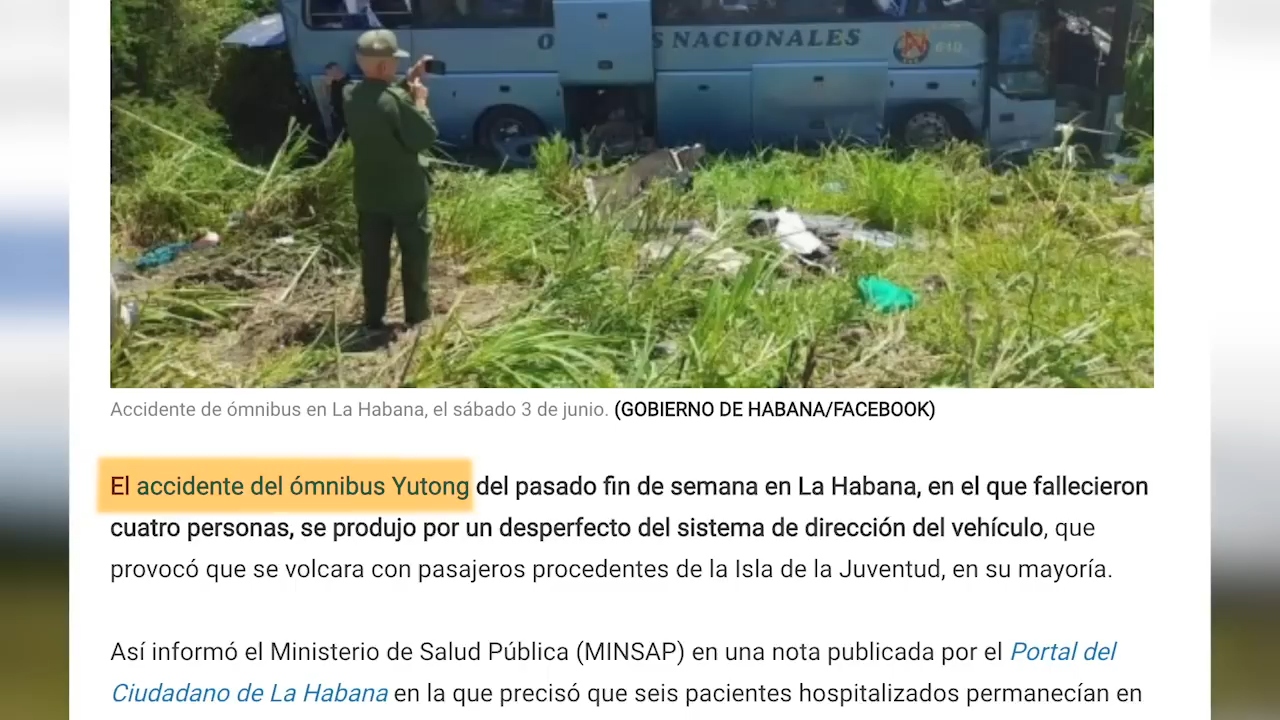 NACIONALES
610
Accidente de ómnibus en La Habana, el sábado 3 de junio. (GOBIERNO DE HABANA/FACEBOOK)
El accidente del ómnibus Yutong del pasado fin de semana en La Habana, en el que fallecieron
cuatro personas, se produjo por un desperfecto del sistema de dirección del vehículo, que
provocó que se volcara con pasajeros procedentes de la Isla de la Juventud, en su mayoría.
Así informó el Ministerio de Salud Pública (MINSAP) en una nota publicada por el Portal del
Ciudadano de La Habana en la que precisó que seis pacientes hospitalizados permanecían en